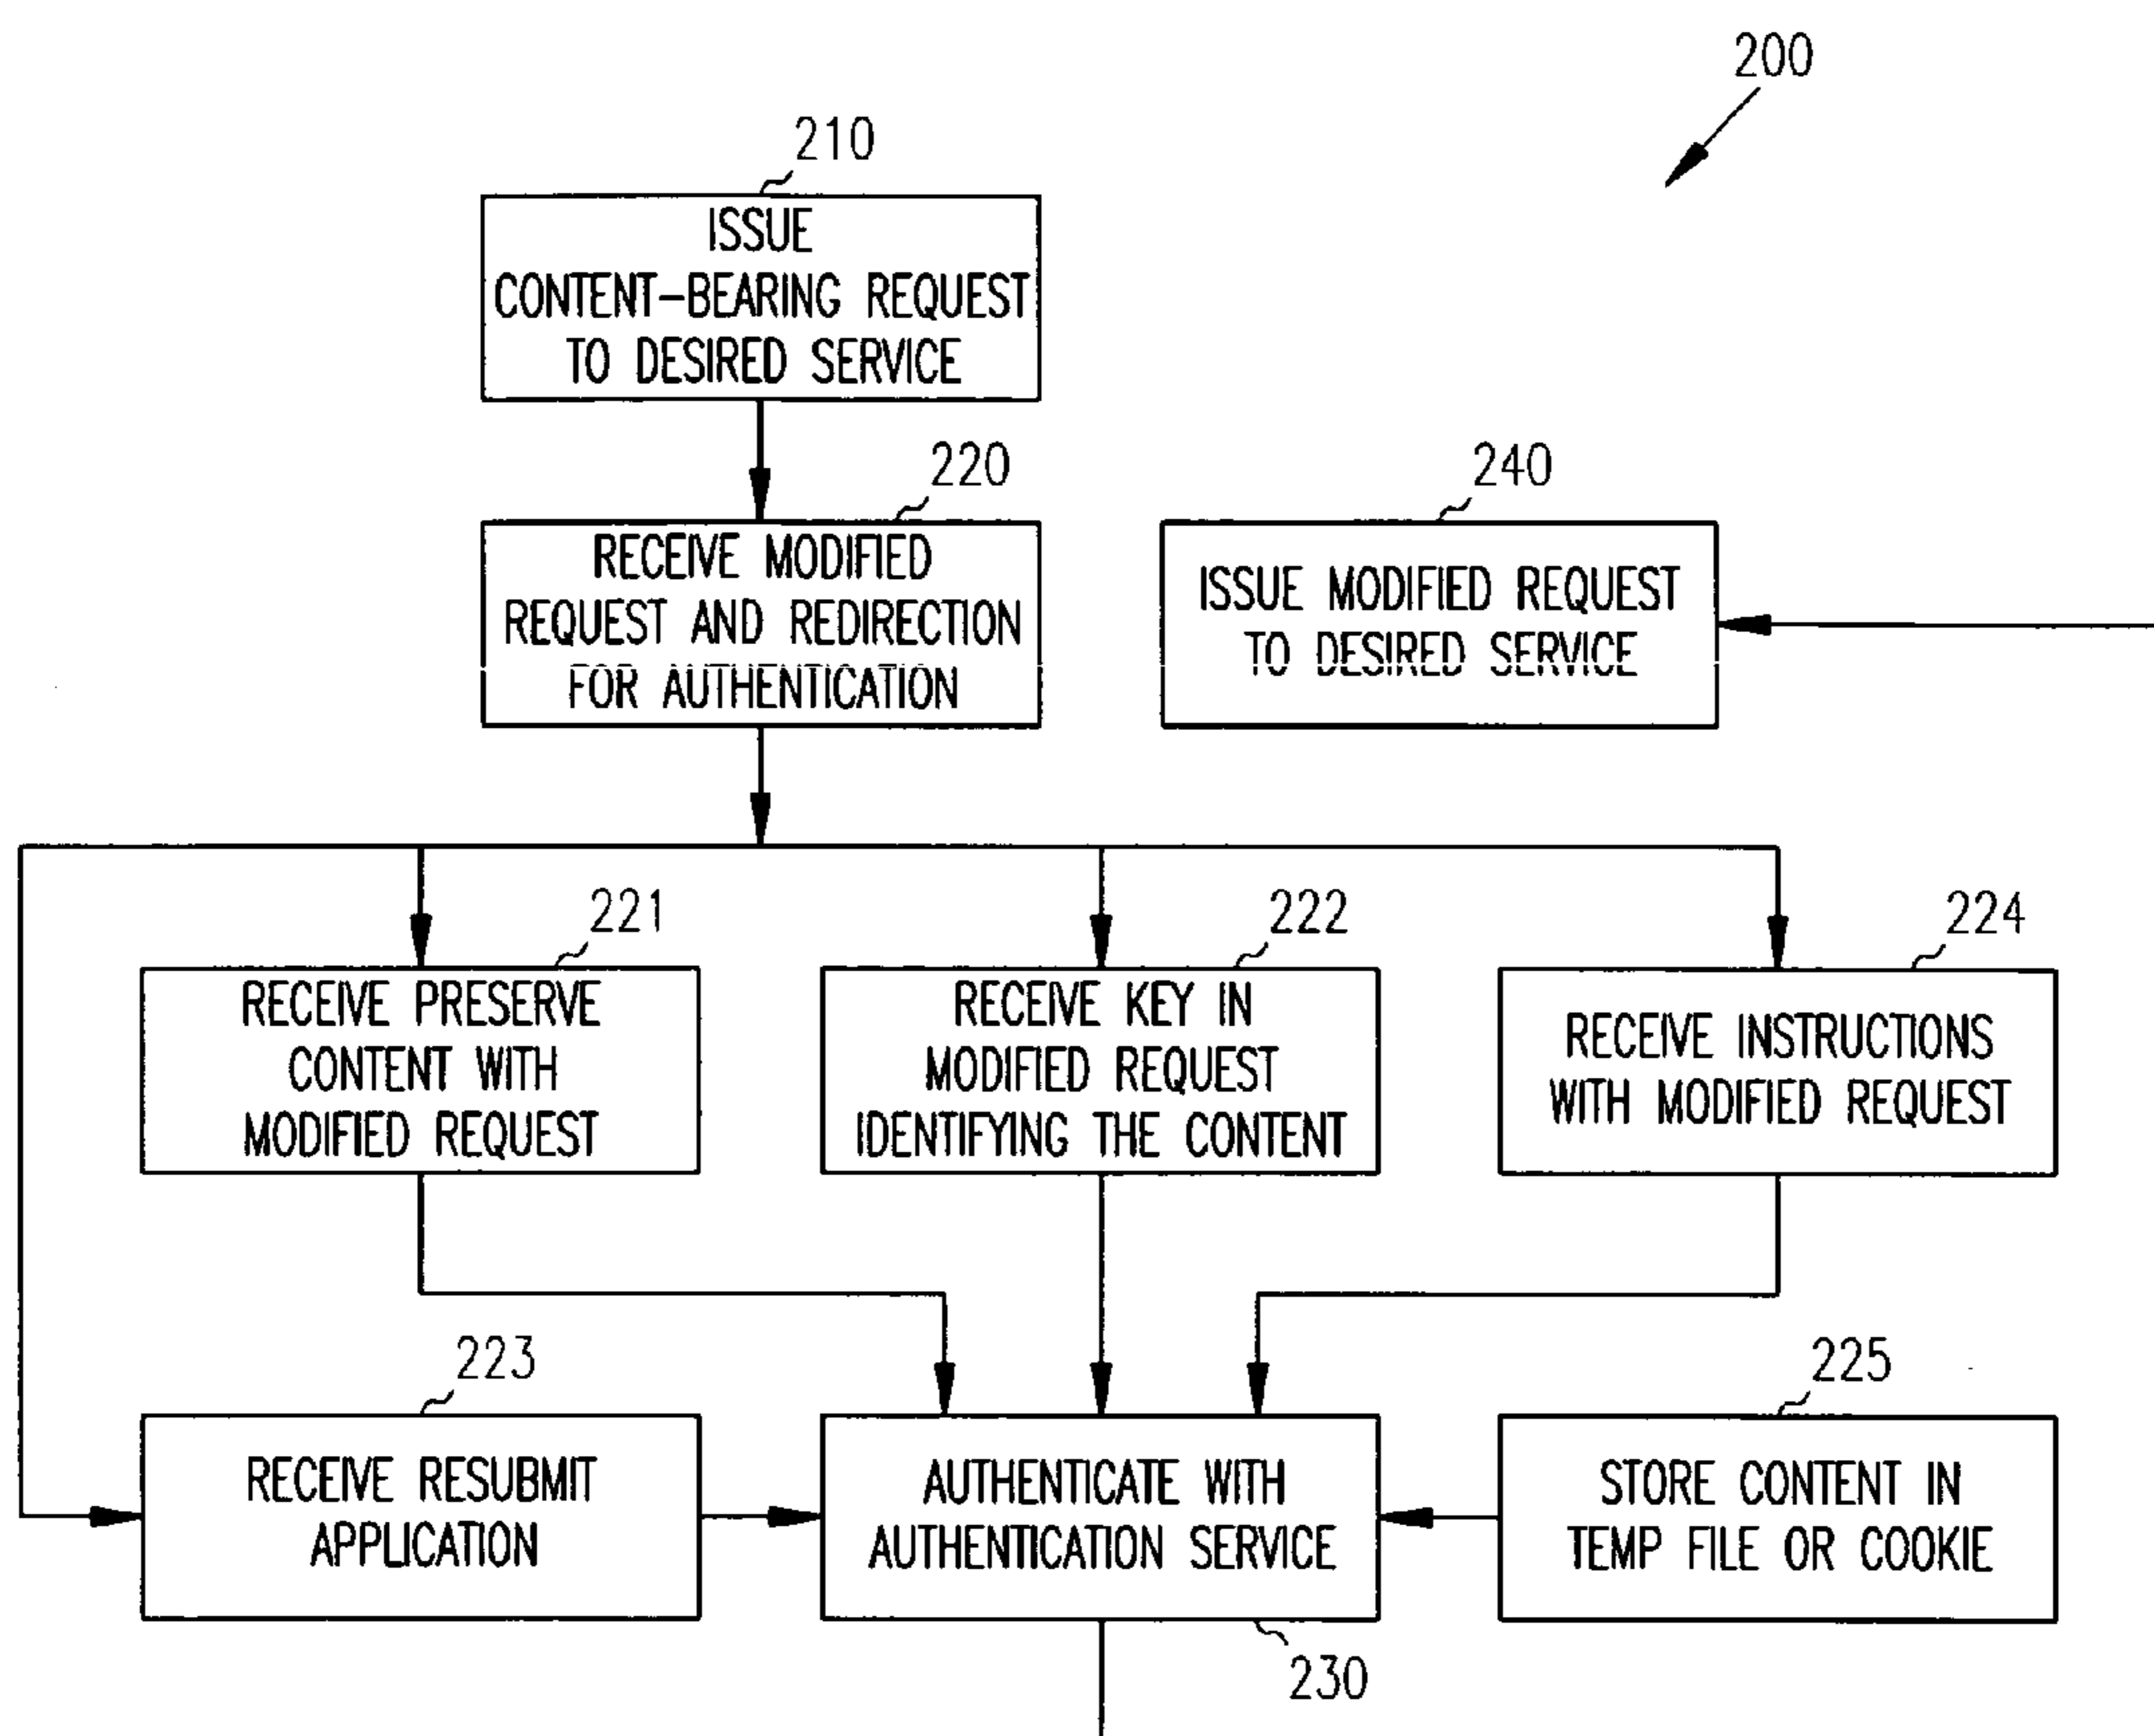 200
210
ISSUE
CONTENT-BEARING REQUEST
TO DESIRED SERVICE
220
RECEIVE MODIFIED
REQUEST AND REDIRECTION
FOR AUTHENTICATION
240
ISSUE MODIFIED REQUEST
TO DESIRED SERVICE
221
RECEIVE PRESERVE
CONTENT WITH
MODIFIED REQUEST
222
RECEIVE KEY IN
MODIFIED REQUEST
IDENTIFYING THE CONTENT
224
RECEIVE INSTRUCTIONS
WITH MODIFIED REQUEST
223
RECEIVE RESUBMIT
APPLICATION
AUTHENTICATE WITH
AUTHENTICATION SERVICE
230
225
STORE CONTENT IN
TEMP FILE OR COOKIE